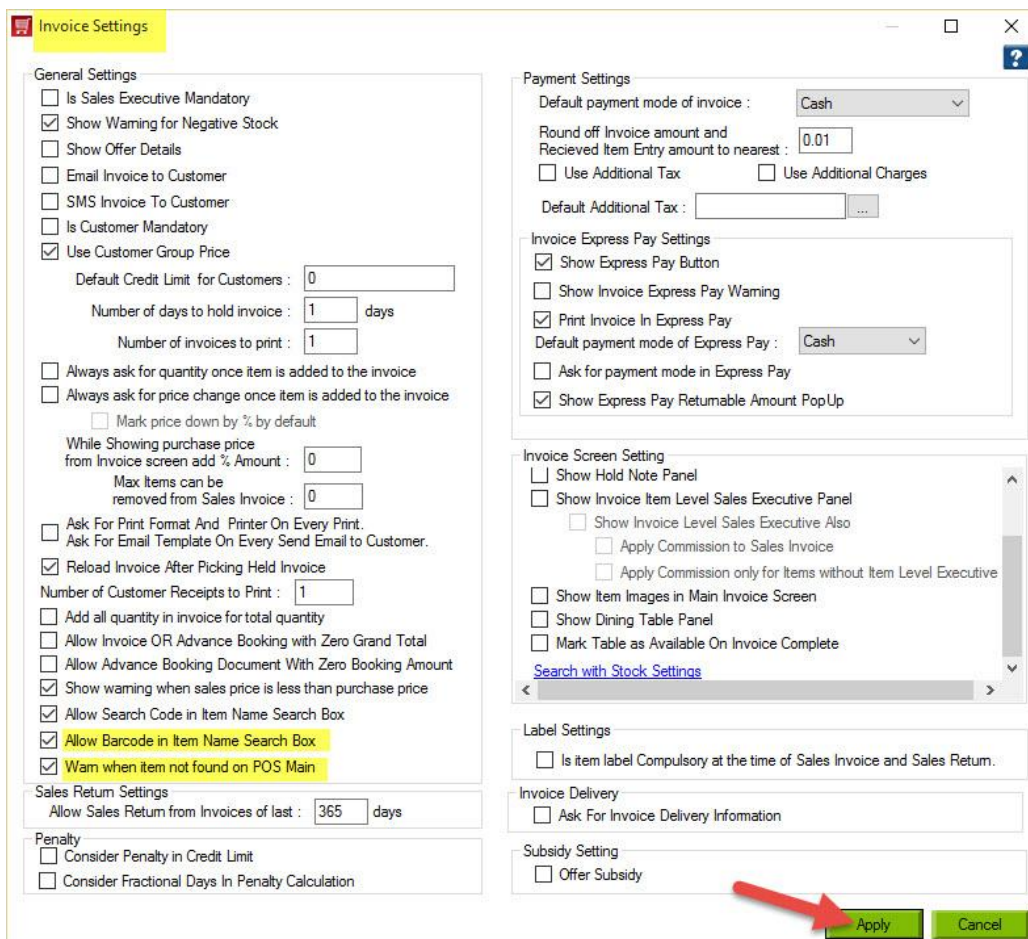 Invoice Settings
?
General Settings
Is Sales Executive Mandatory
Show Warning for Negative Stock
Show Offer Details
Email Invoice to Customer
SMS Invoice To Customer
Is Customer Mandatory
Use Customer Group Price
Default Credit Limit for Customers : 0
Number of days to hold invoice : 1 days
Number of invoices to print : 1
Always ask for quantity once item is added to the invoice
Always ask for price change once item is added to the invoice
Mark price down by % by default
While Showing purchase price
from Invoice screen add % Amount : 0
Max Items can be
removed from Sales Invoice : 0
Ask For Print Format And Printer On Every Print.
Ask For Email Template On Every Send Email to Customer.
Reload Invoice After Picking Held Invoice
Number of Customer Receipts to Print : 1
Add all quantity in invoice for total quantity
Allow Invoice OR Advance Booking with Zero Grand Total
Allow Advance Booking Document With Zero Booking Amount
Show warning when sales price is less than purchase price
Allow Search Code in Item Name Search Box
Allow Barcode in Item Name Search Box
Warn when item not found on POS Main
Sales Return Settings
Allow Sales Return from Invoices of last : 365 days
Penalty
Consider Penalty in Credit Limit
Consider Fractional Days In Penalty Calculation
Payment Settings
Default payment mode of invoice : Cash
Round off Invoice amount and
Recieved Item Entry amount to nearest : 0.01
Use Additional Tax Use Additional Charges
Default Additional Tax : ...
Invoice Express Pay Settings
Show Express Pay Button
Show Invoice Express Pay Warning
Print Invoice In Express Pay
Default payment mode of Express Pay : Cash
Ask for payment mode in Express Pay
Show Express Pay Returnable Amount PopUp
Invoice Screen Setting
Show Hold Note Panel
Show Invoice Item Level Sales Executive Panel
Show Invoice Level Sales Executive Also
Apply Commission to Sales Invoice
Apply Commission only for Items without Item Level Executive
Show Item Images in Main Invoice Screen
Show Dining Table Panel
Mark Table as Available On Invoice Complete
Search with Stock Settings
Label Settings
Is item label Compulsory at the time of Sales Invoice and Sales Return.
Invoice Delivery
Ask For Invoice Delivery Information
Subsidy Setting
Offer Subsidy
Apply Cancel